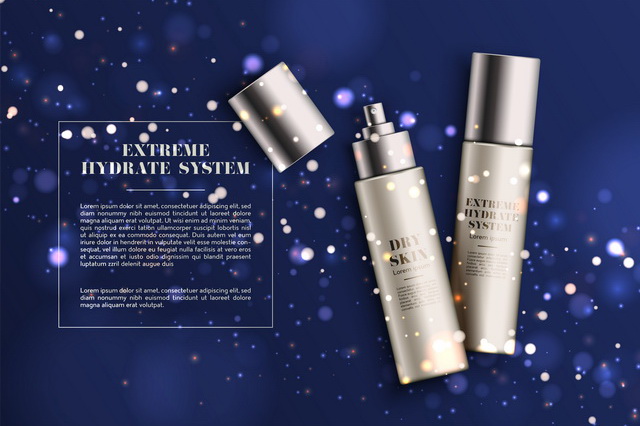 EXTREME
HYDRATE SYSTEM
Lorem ipsum dolor sit amet, consectetuer adipiscing elit, sed
diam nonummy nibh euismod tincidunt ut laoreet dolore magna
aliquam erat volutpat. Ut wisi enim ad minim veniam, quis
nostrud exerci tation ullamcorper suscipit lobortis nisl ut
aliquip ex ea commodo consequat. Duis autem vel eum
iriure dolor in hendrerit in vulputate velit esse molestie con-
sequat, vel illum dolore eu feugiat nulla facilisis at vero eros
et accumsan et iusto odio dignissim qui blandit praesent
luptatum zzril delenit augue duis
Lorem ipsum dolor sit amet, consectetuer adipiscing elit, sed
diam nonummy nibh euismod tincidunt ut laoreet dolore
magna aliquam erat volutpat.
DRY
SKIN
Lorem ipsum
EXTREME
HYDRATE
SYSTEM
Lorem ipsum